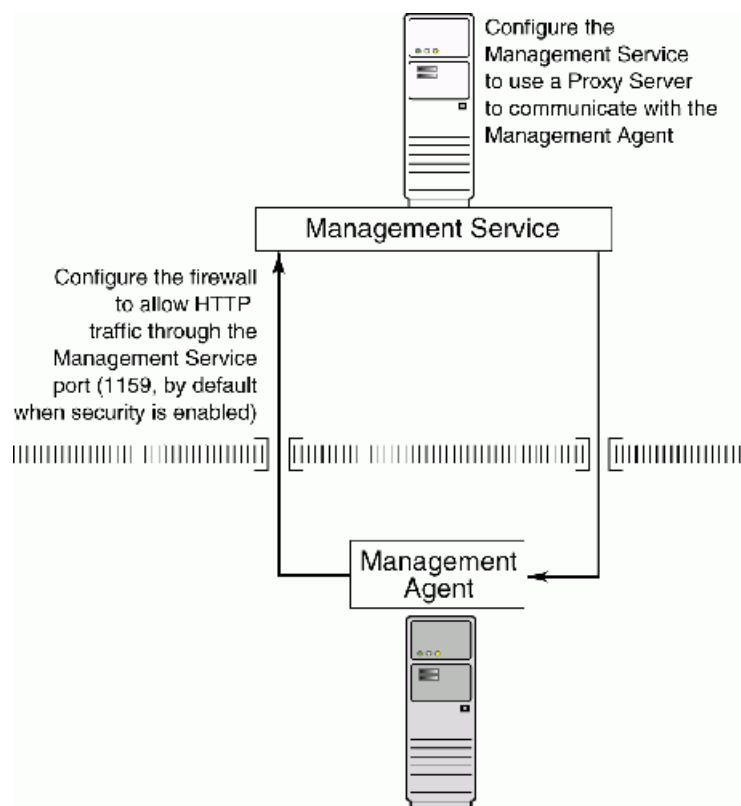 Configure the
Management Service
to use a Proxy Server
to communicate with the
Management Agent
Management Service
Configure the firewall
to allow HTTP
traffic through the
Management Service
port (1159, by default
when security is enabled)
Management
Agent